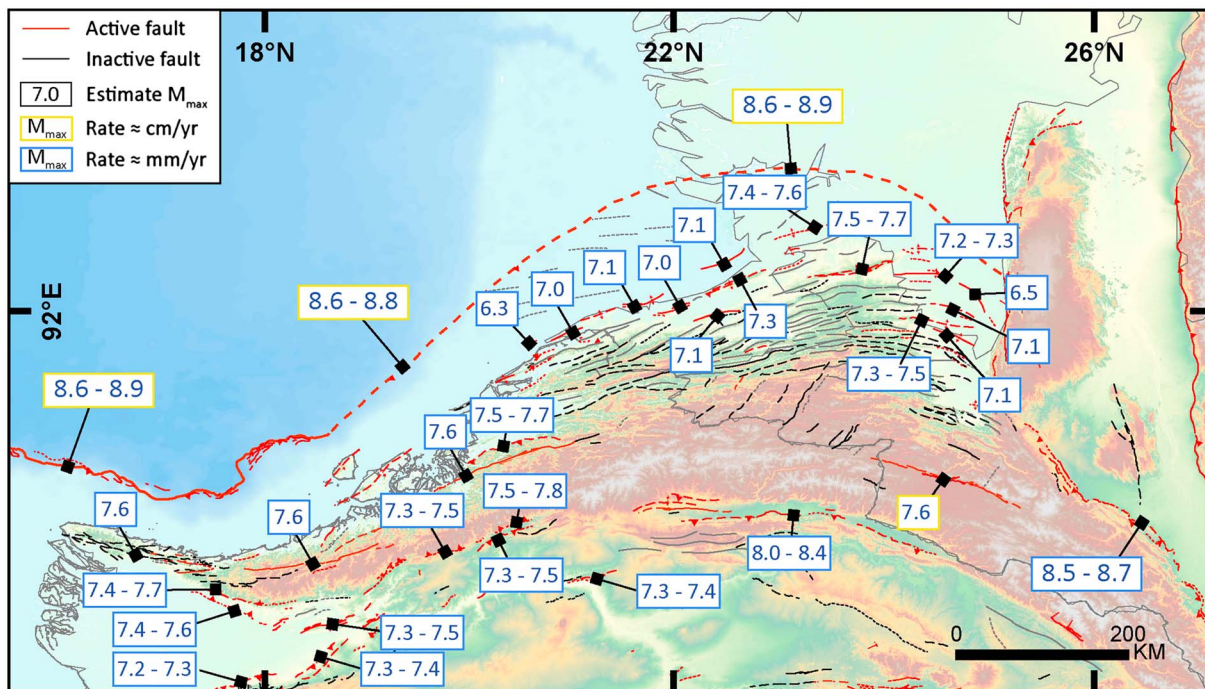 Active fault
Inactive fault
7.0 Estimate Mmax
Mmax Rate ≈ cm/yr
Mmax Rate ≈ mm/yr
18°N
22°N
26°N
92°E
8.6 - 8.9
7.4 - 7.6
7.5 - 7.7
7.2 - 7.3
7.1
7.1
7.0
6.5
8.6 - 8.8
6.3
7.0
7.3
7.1
7.1
7.3 - 7.5
7.1
8.6 - 8.9
7.5 - 7.7
7.6
7.6
7.6
7.3 - 7.5
7.5 - 7.8
7.6
8.0 - 8.4
7.3 - 7.5
8.5 - 8.7
7.4 - 7.7
7.3 - 7.4
7.4 - 7.6
7.3 - 7.5
7.2 - 7.3
7.3 - 7.4
0 200
KM